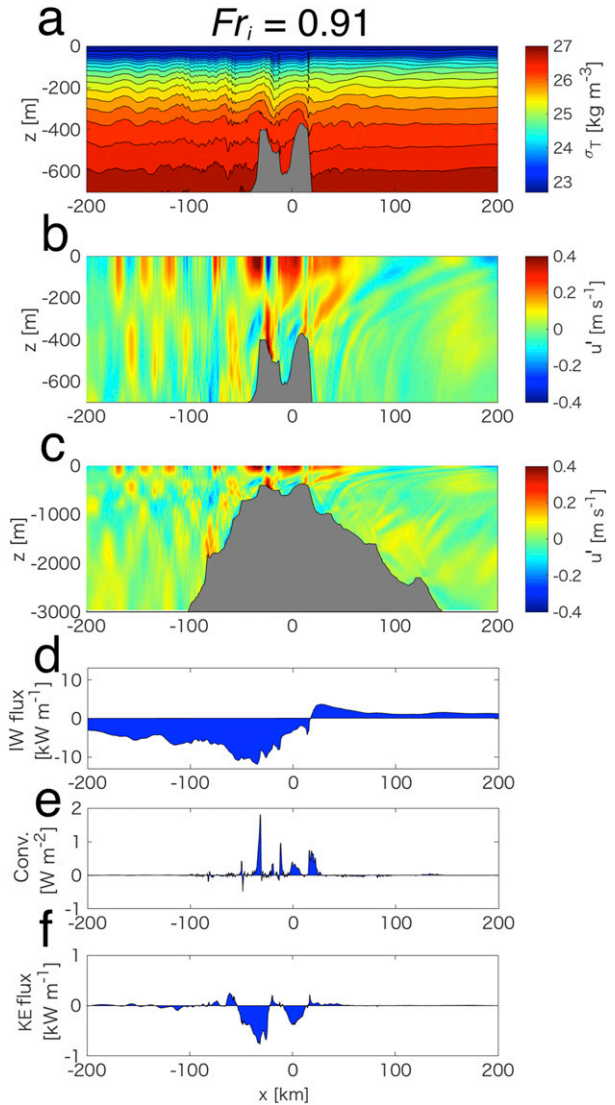 a
Fr_i = 0.91
0
-200
-400
-600
z [m]
-200 -100 0 100 200
27
26
25
24
23
σ_T [kg m^-3]
b
0
-200
-400
-600
z [m]
-200 -100 0 100 200
0.4
0.2
0
-0.2
-0.4
u' [m s^-1]
c
0
-1000
-2000
-3000
z [m]
-200 -100 0 100 200
0.4
0.2
0
-0.2
-0.4
u' [m s^-1]
d
10
0
-10
IW flux
[kW m^-1]
-200 -100 0 100 200
e
2
1
0
-1
Conv.
[W m^-2]
-200 -100 0 100 200
f
1
0
-1
KE flux
[kW m^-1]
-200 -100 0 100 200
x [km]